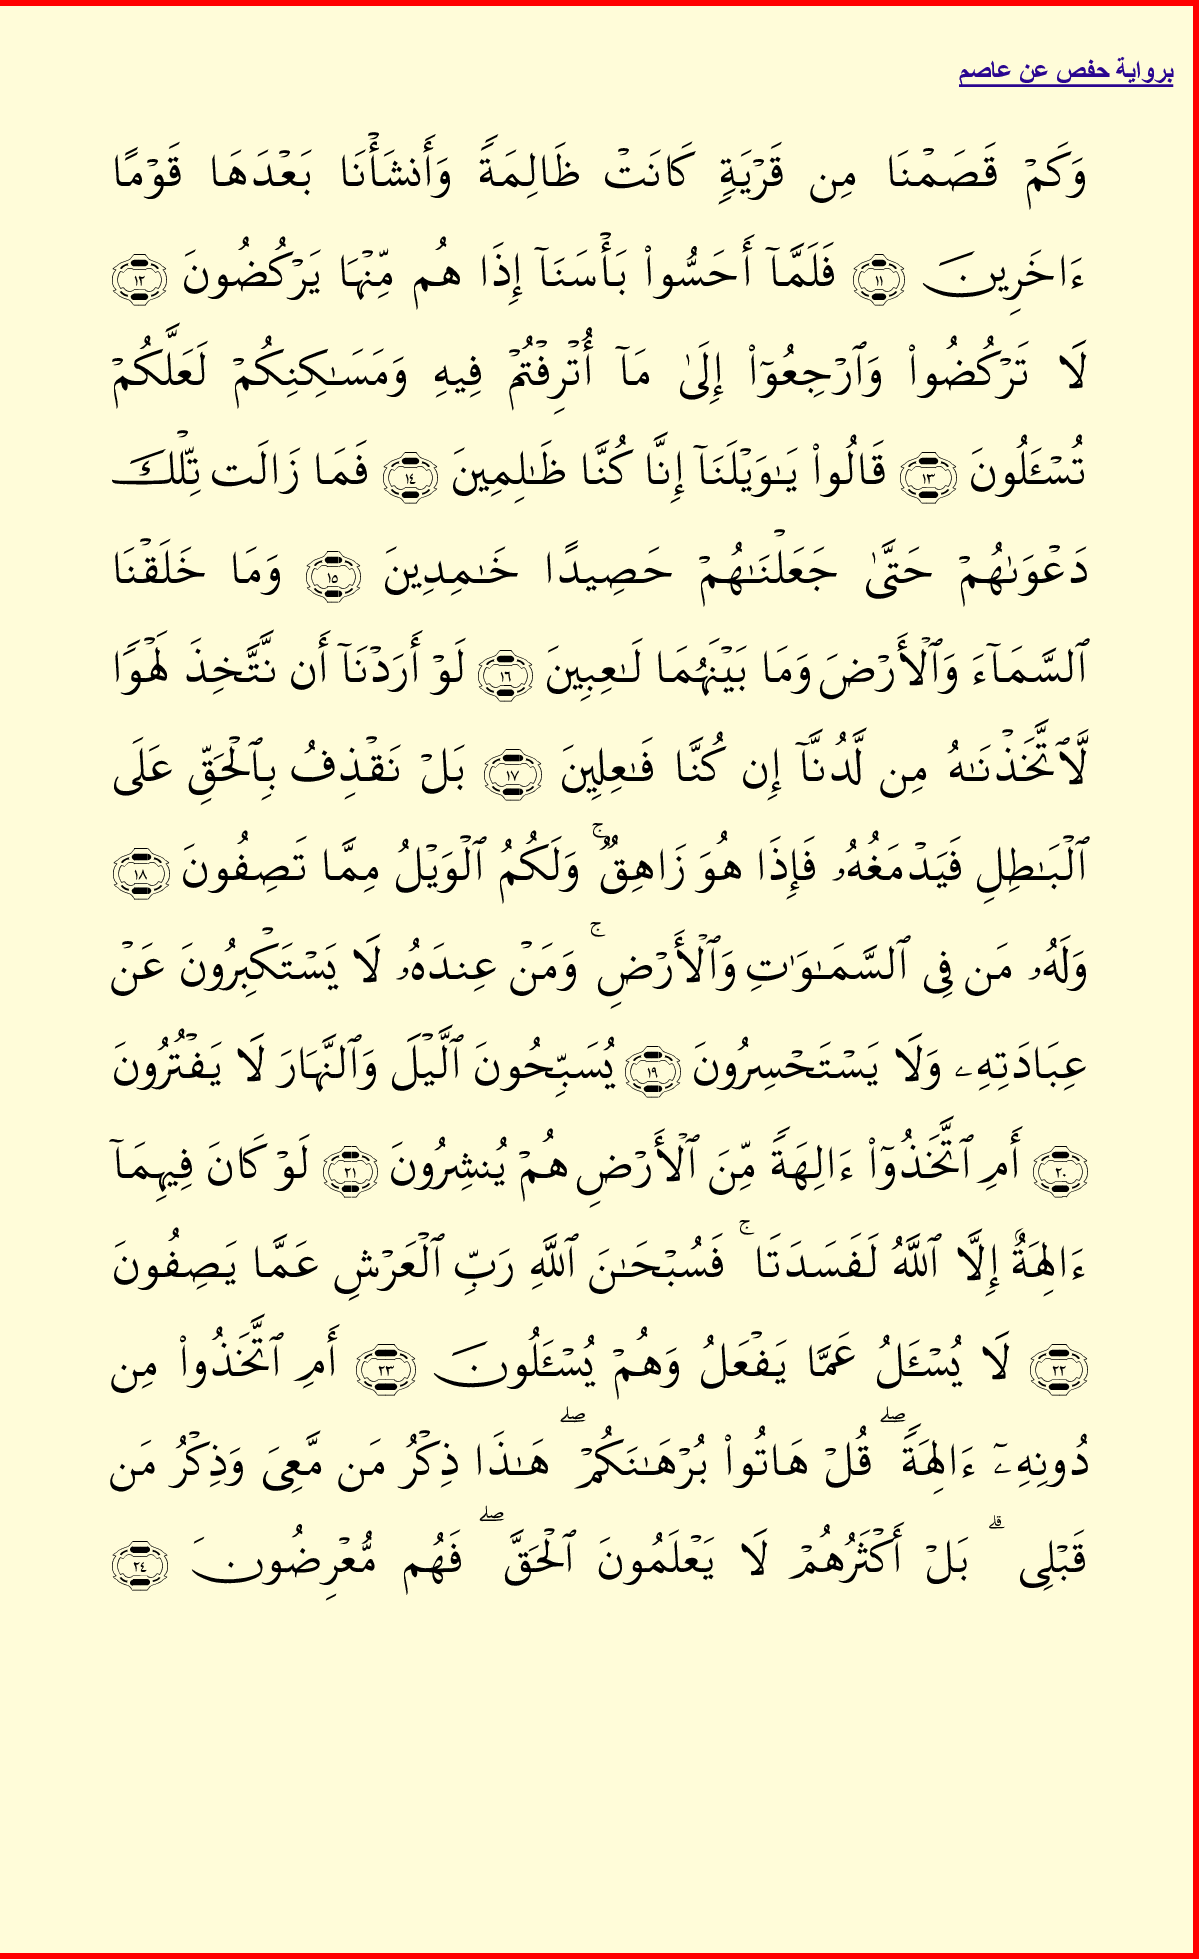 برواية حفص عن عاصم
وَكَمۡ قَصَمۡنَا مِن قَرۡيَةٖ كَانَتۡ ظَالِمَةٗ وَأَنشَأۡنَا بَعۡدَهَا قَوۡمًا
ءَاخَرِينَ ١١ فَلَمَّآ أَحَسُّواْ بَأۡسَنَآ إِذَا هُم مِّنۡهَا يَرۡكُضُونَ ١٢
لَا تَرۡكُضُواْ وَٱرۡجِعُوٓاْ إِلَىٰ مَآ أُتۡرِفۡتُمۡ فِيهِ وَمَسَٰكِنِكُمۡ لَعَلَّكُمۡ
تُسۡـَٔلُونَ ١٣ قَالُواْ يَٰوَيۡلَنَآ إِنَّا كُنَّا ظَٰلِمِينَ ١٤ فَمَا زَالَت تِّلۡكَ
دَعۡوَىٰهُمۡ حَتَّىٰ جَعَلۡنَٰهُمۡ حَصِيدًا خَٰمِدِينَ ١٥ وَمَا خَلَقۡنَا
ٱلسَّمَآءَ وَٱلۡأَرۡضَ وَمَا بَيۡنَهُمَا لَٰعِبِينَ ١٦ لَوۡ أَرَدۡنَآ أَن نَّتَّخِذَ لَهۡوٗا
لَّٱتَّخَذۡنَٰهُ مِن لَّدُنَّآ إِن كُنَّا فَٰعِلِينَ ١٧ بَلۡ نَقۡذِفُ بِٱلۡحَقِّ عَلَى
ٱلۡبَٰطِلِ فَيَدۡمَغُهُۥ فَإِذَا هُوَ زَاهِقٞۚ وَلَكُمُ ٱلۡوَيۡلُ مِمَّا تَصِفُونَ ١٨
وَلَهُۥ مَن فِي ٱلسَّمَٰوَٰتِ وَٱلۡأَرۡضِۚ وَمَنۡ عِندَهُۥ لَا يَسۡتَكۡبِرُونَ عَنۡ
عِبَادَتِهِۦ وَلَا يَسۡتَحۡسِرُونَ ١٩ يُسَبِّحُونَ ٱلَّيۡلَ وَٱلنَّهَارَ لَا يَفۡتُرُونَ
٢٠ أَمِ ٱتَّخَذُوٓاْ ءَالِهَةٗ مِّنَ ٱلۡأَرۡضِ هُمۡ يُنشِرُونَ ٢١ لَوۡ كَانَ فِيهِمَآ
ءَالِهَةٌ إِلَّا ٱللَّهُ لَفَسَدَتَاۚ فَسُبۡحَٰنَ ٱللَّهِ رَبِّ ٱلۡعَرۡشِ عَمَّا يَصِفُونَ
٢٢ لَا يُسۡـَٔلُ عَمَّا يَفۡعَلُ وَهُمۡ يُسۡـَٔلُونَ ٢٣ أَمِ ٱتَّخَذُواْ مِن
دُونِهِۦٓ ءَالِهَةٗۖ قُلۡ هَاتُواْ بُرۡهَٰنَكُمۡۖ هَٰذَا ذِكۡرُ مَن مَّعِيَ وَذِكۡرُ مَن
قَبۡلِيۚ بَلۡ أَكۡثَرُهُمۡ لَا يَعۡلَمُونَ ٱلۡحَقَّۖ فَهُم مُّعۡرِضُونَ ٢٤